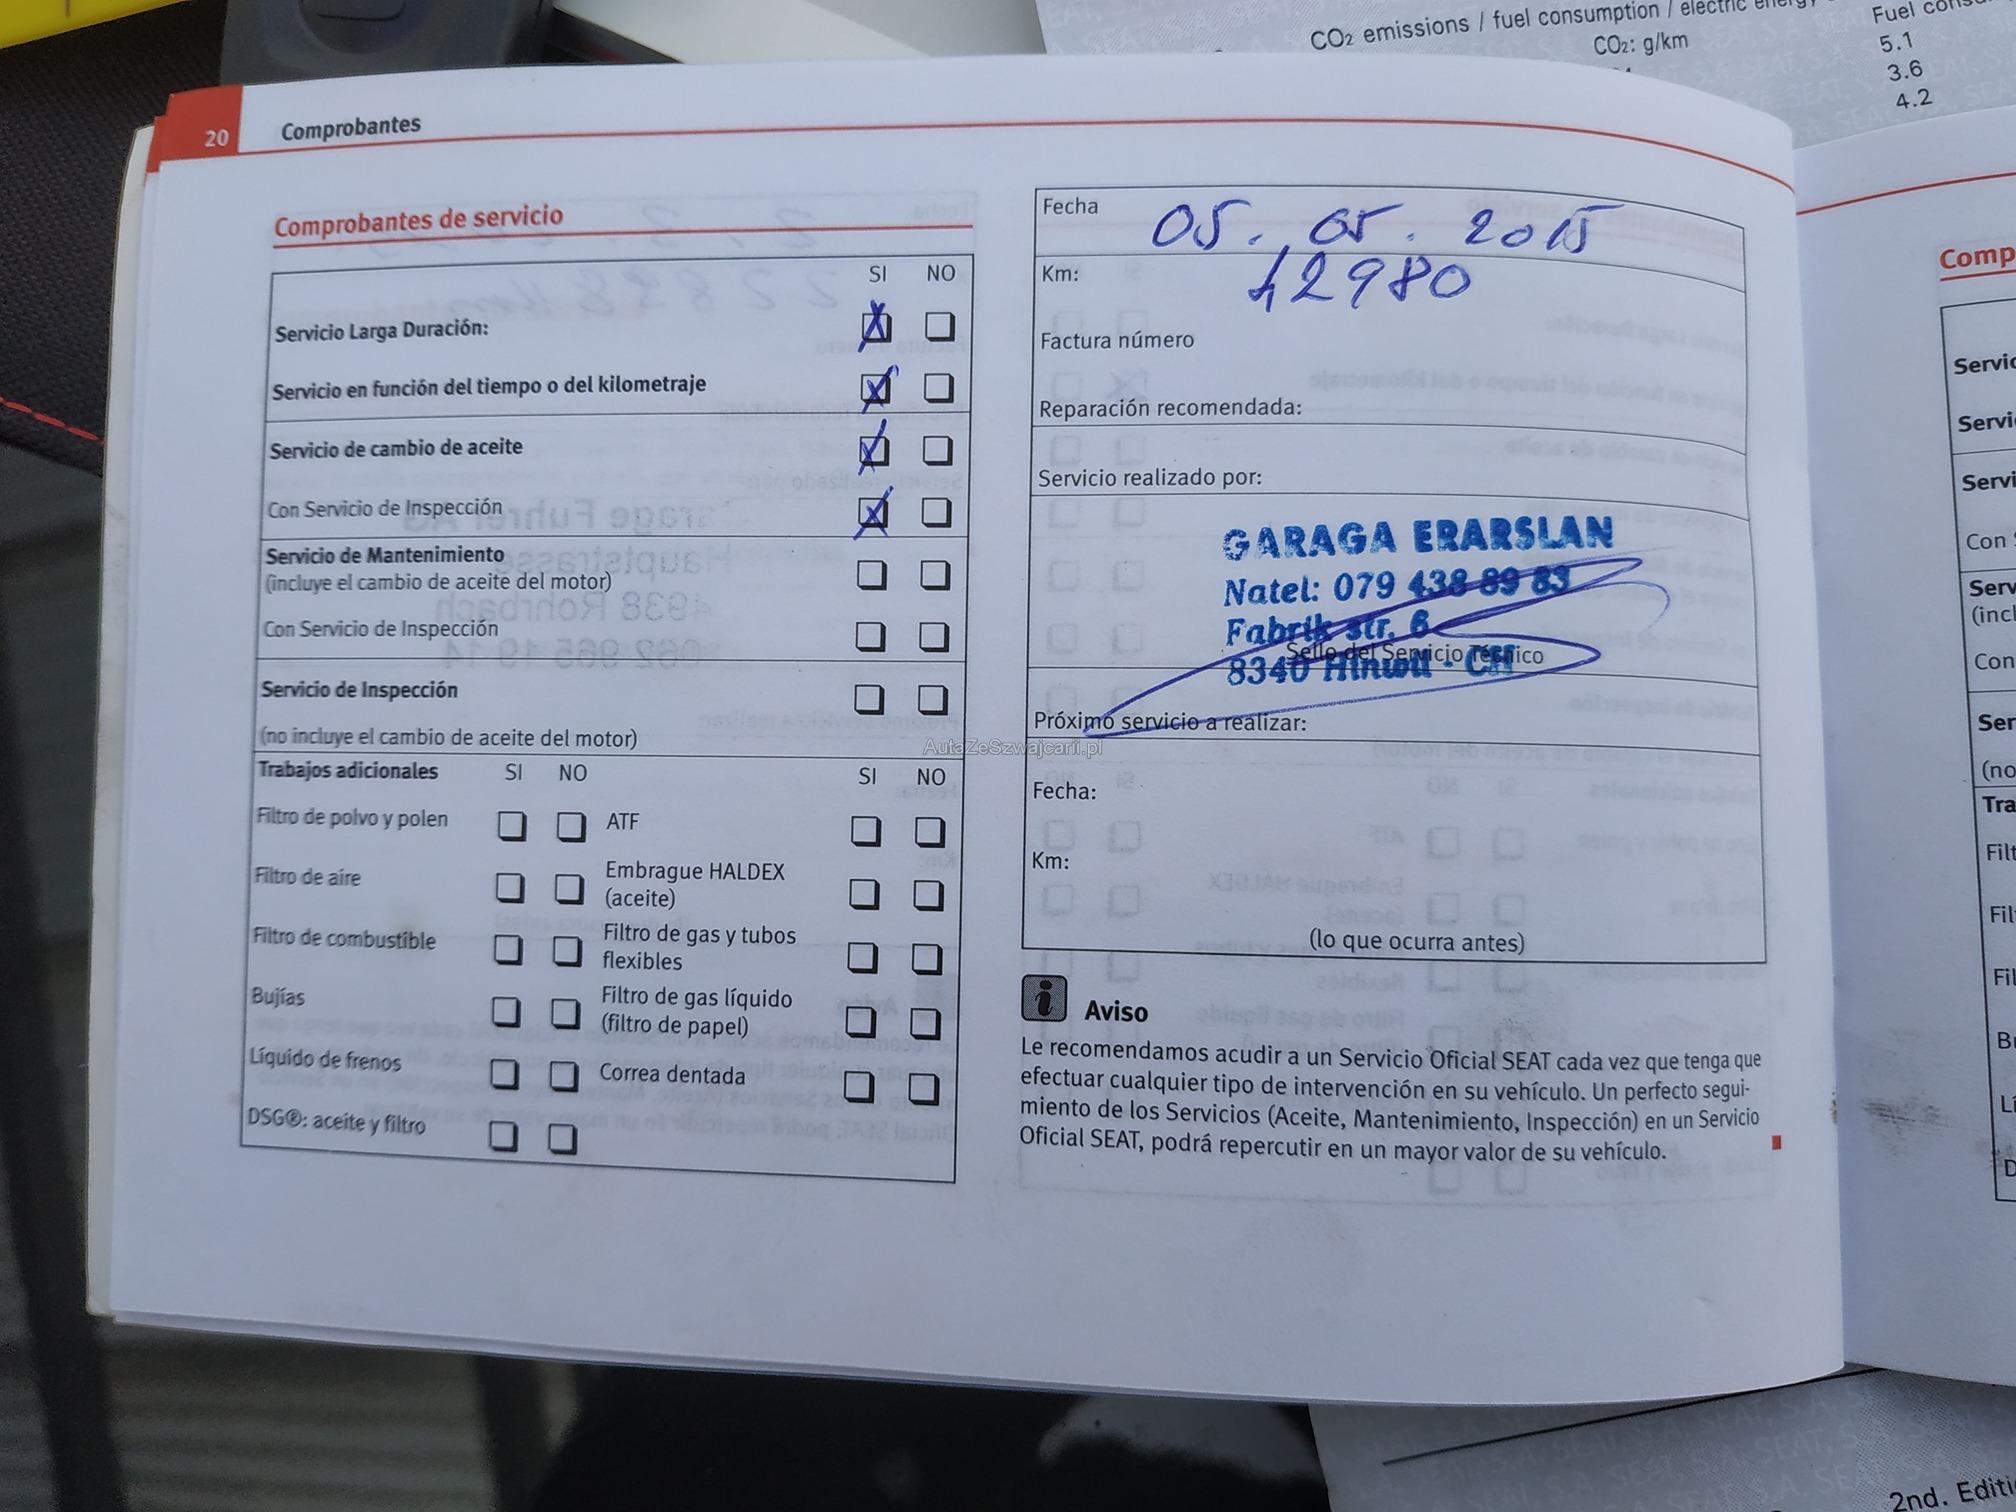 CO2 emissions / fuel consumption / electric energy
CO2: g/km
5.1
3.6
4.2
20 Comprobantes
Comprobantes de servicio
SI NO
Servicio Larga Duración:
Servicio en función del tiempo o del kilometraje
Servicio de cambio de aceite
Con Servicio de Inspección
Servicio de Mantenimiento
(incluye el cambio de aceite del motor)
Con Servicio de Inspección
Servicio de Inspección
(no incluye el cambio de aceite del motor)
Trabajos adicionales SI NO SI NO
Filtro de polvo y polen ATF
Filtro de aire Embrague HALDEX
(aceite)
Filtro de combustible Filtro de gas y tubos
flexibles
Bujías Filtro de gas líquido
(filtro de papel)
Líquido de frenos Correa dentada
DSG®: aceite y filtro
Fecha 05. 05. 2015
Km: 42980
Factura número
Reparación recomendada:
Servicio realizado por:
GARAGA ERARSLAN
Natel: 079 438 89 83
Fabrik str. 6
Sello del Servicio Técnico
8340 Hinwil - CH
Próximo servicio a realizar:
Fecha:
Km:
(lo que ocurra antes)
Aviso
Le recomendamos acudir a un Servicio Oficial SEAT cada vez que tenga que
efectuar cualquier tipo de intervención en su vehículo. Un perfecto segui-
miento de los Servicios (Aceite, Mantenimiento, Inspección) en un Servicio
Oficial SEAT, podrá repercutir en un mayor valor de su vehículo.
AutaZeSzwajcarii.pl
Comp
Con
(no
2nd. Editi